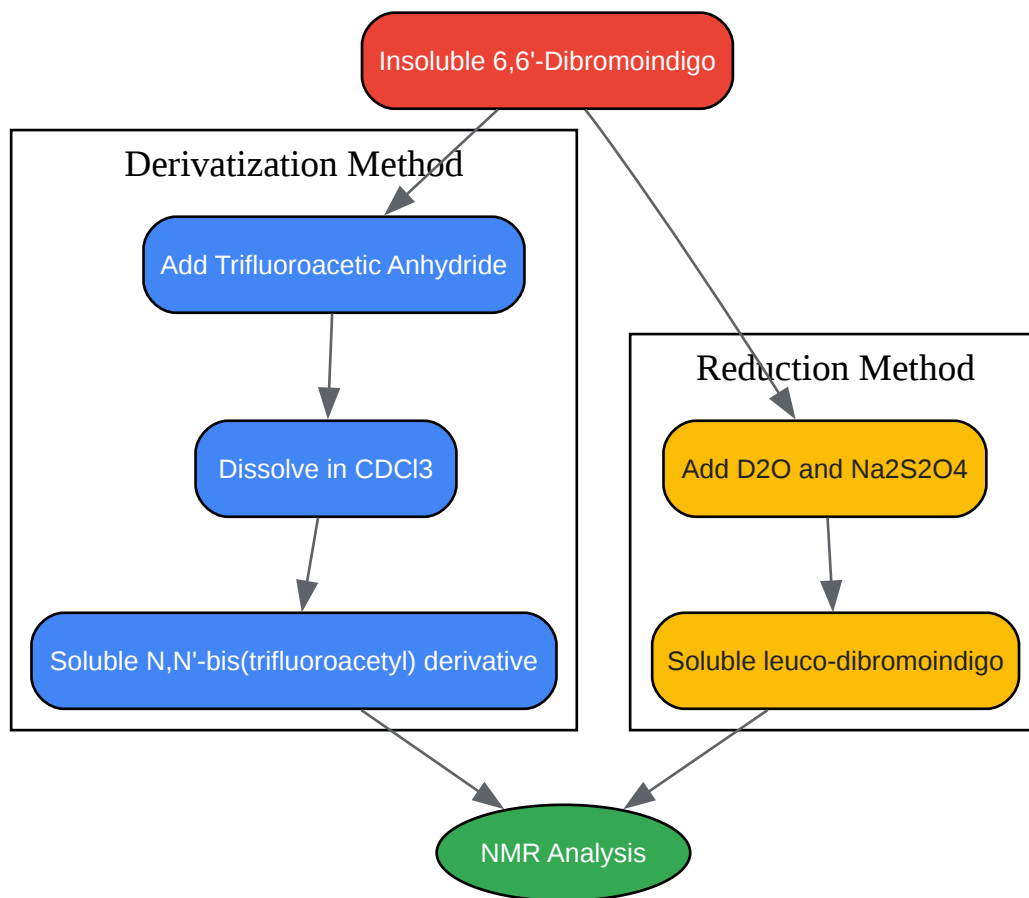 Insoluble 6,6'-Dibromoindigo
Derivatization Method
Add Trifluoroacetic Anhydride
Dissolve in CDCl3
Soluble N,N'-bis(trifluoroacetyl) derivative
Reduction Method
Add D2O and Na2S2O4
Soluble leuco-dibromoindigo
NMR Analysis